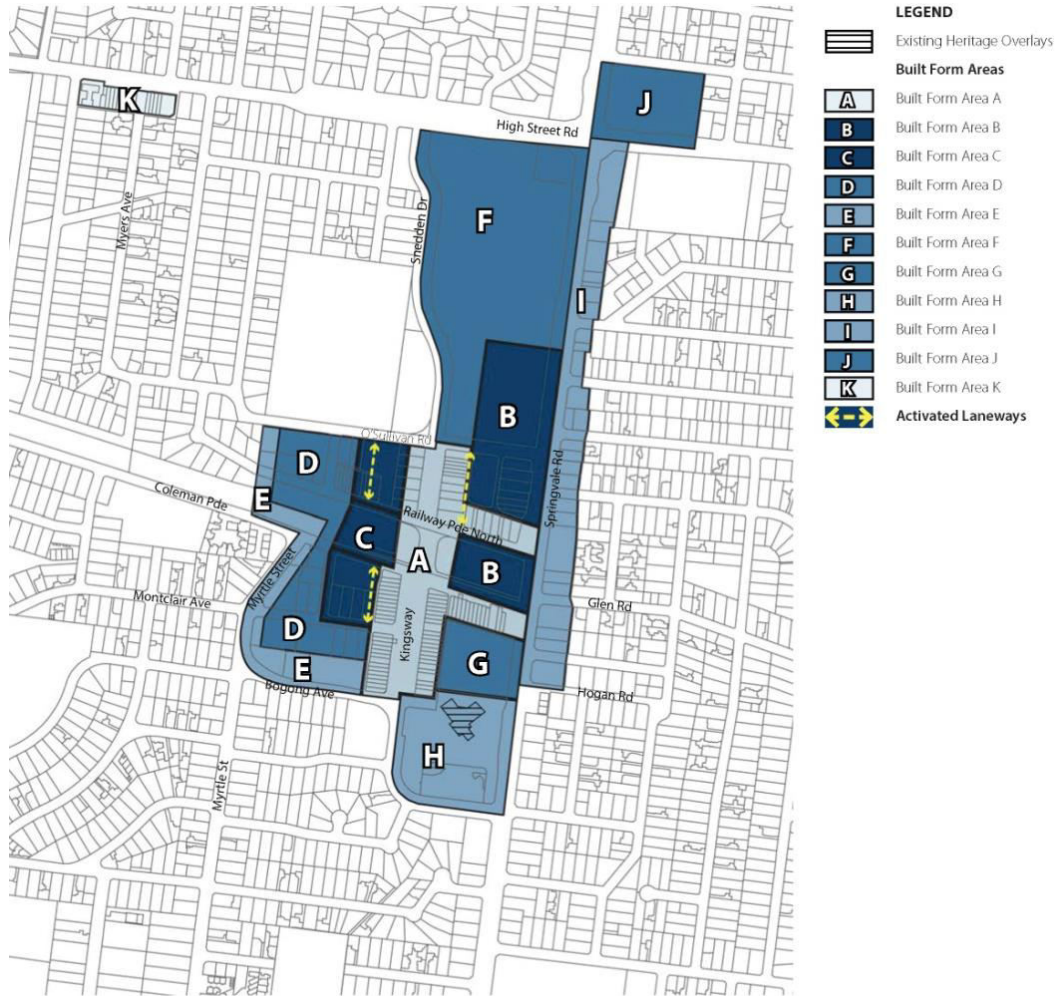 LEGEND
Existing Heritage Overlays
Built Form Areas
A Built Form Area A
B Built Form Area B
C Built Form Area C
D Built Form Area D
E Built Form Area E
F Built Form Area F
G Built Form Area G
H Built Form Area H
I Built Form Area I
J Built Form Area J
K Built Form Area K
Activated Laneways
K
J
High Street Rd
Myers Ave
Snedden Dr
F
I
B
O'Sullivan Rd
D
E
Coleman Pde
Springvale Rd
Railway Pde North
C
A
B
Myrtle Street
Montclair Ave
Glen Rd
Kingsway
D
G
E
Bogong Ave
Hogan Rd
H
Myrtle St